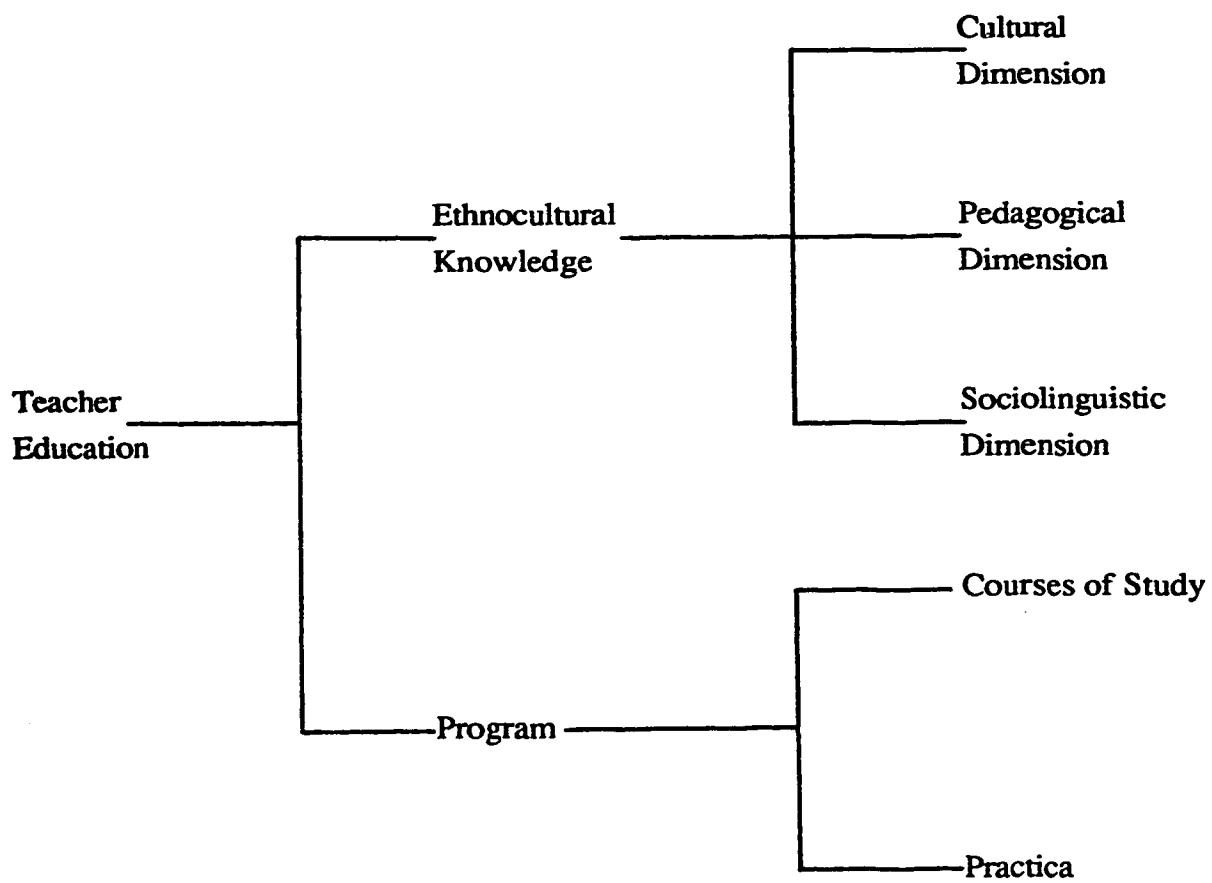 Cultural
Dimension
Ethnocultural
Knowledge
Pedagogical
Dimension
Teacher
Education
Sociolinguistic
Dimension
Courses of Study
Program
Practica